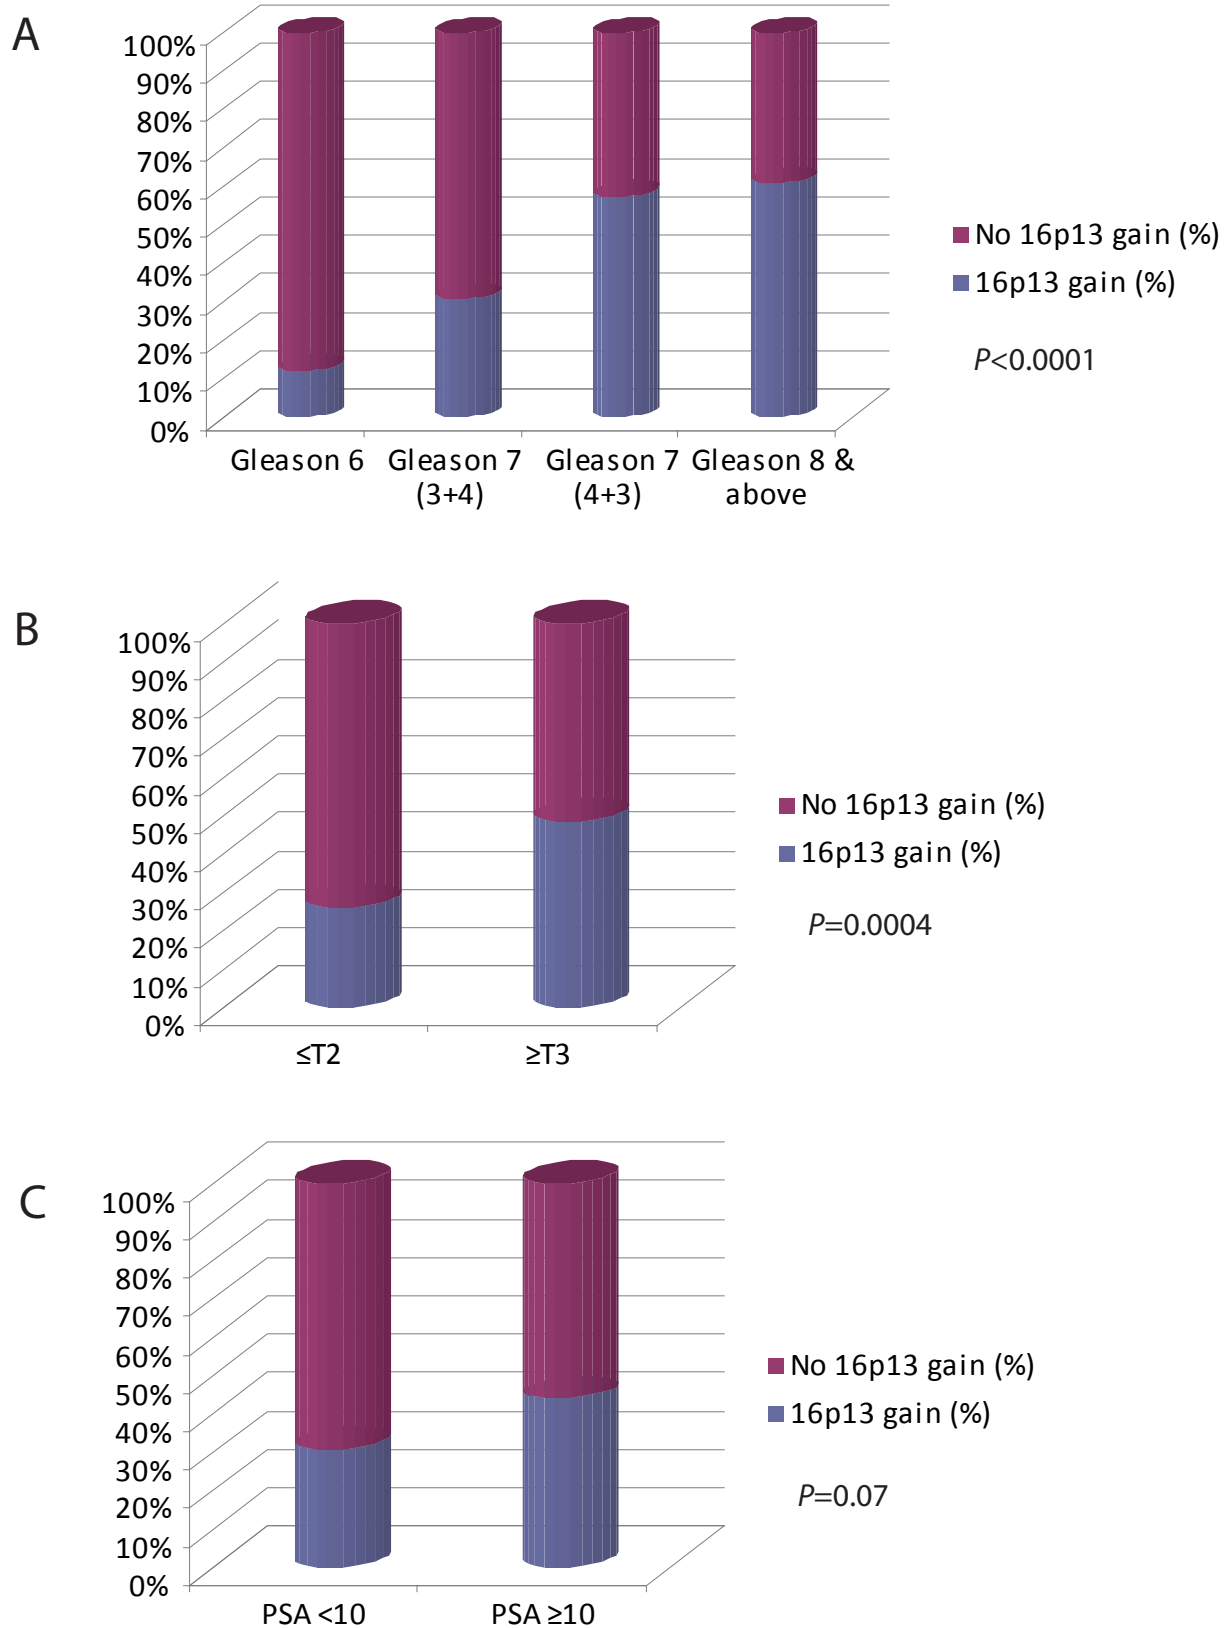 A
100%
90%
80%
70%
60%
50%
40%
30%
20%
10%
0%
Gleason 6
Gleason 7
(3+4)
Gleason 7
(4+3)
Gleason 8 &
above
No 16p13 gain (%)
16p13 gain (%)
P<0.0001
B
100%
90%
80%
70%
60%
50%
40%
30%
20%
10%
0%
≤T2
≥T3
No 16p13 gain (%)
16p13 gain (%)
P=0.0004
C
100%
90%
80%
70%
60%
50%
40%
30%
20%
10%
0%
PSA <10
PSA ≥10
No 16p13 gain (%)
16p13 gain (%)
P=0.07